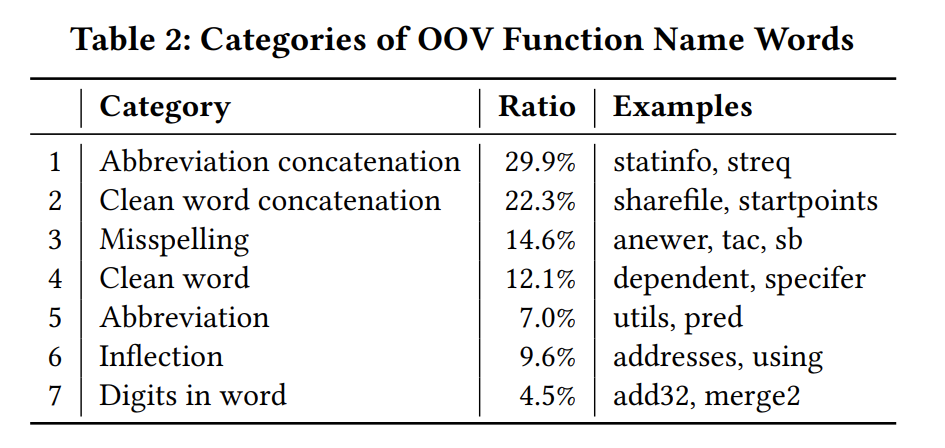 Table 2: Categories of OOV Function Name Words
Category Ratio Examples
1 Abbreviation concatenation 29.9% statinfo, streq
2 Clean word concatenation 22.3% sharefile, startpoints
3 Misspelling 14.6% anewer, tac, sb
4 Clean word 12.1% dependent, specifer
5 Abbreviation 7.0% utils, pred
6 Inflection 9.6% addresses, using
7 Digits in word 4.5% add32, merge2